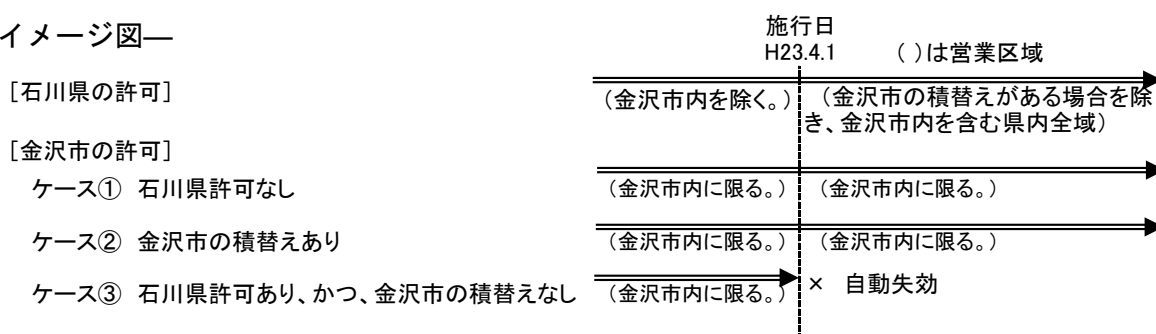 イメージ図―
施行日
H23.4.1 ( )は営業区域
[石川県の許可]
(金沢市内を除く。) (金沢市の積替えがある場合を除
き、金沢市内を含む県内全域)
[金沢市の許可]
ケース① 石川県許可なし (金沢市内に限る。) (金沢市内に限る。)
ケース② 金沢市の積替えあり (金沢市内に限る。) (金沢市内に限る。)
ケース③ 石川県許可あり、かつ、金沢市の積替えなし (金沢市内に限る。) × 自動失効